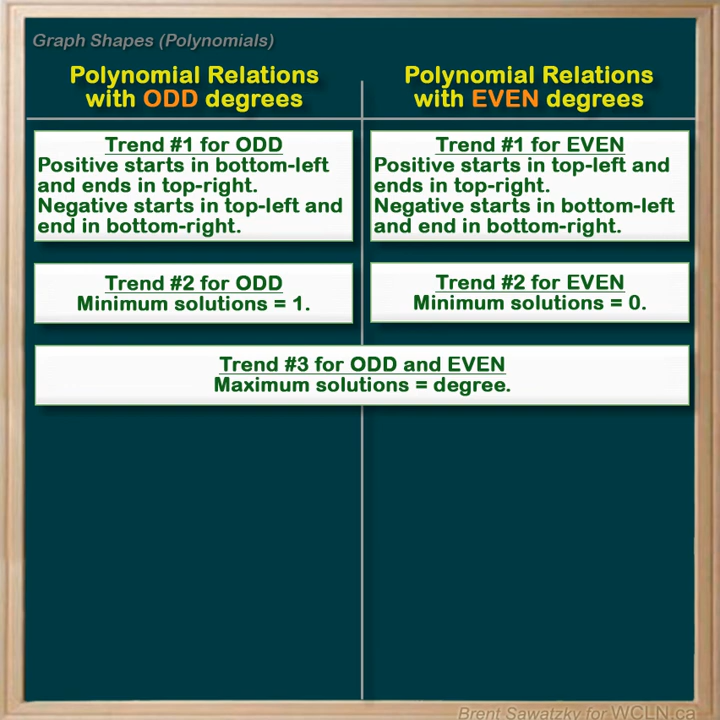 Graph Shapes (Polynomials)
Polynomial Relations
with ODD degrees
Polynomial Relations
with EVEN degrees
Trend #1 for ODD
Positive starts in bottom-left
and ends in top-right.
Negative starts in top-left and
end in bottom-right.
Trend #1 for EVEN
Positive starts in top-left and
ends in top-right.
Negative starts in bottom-left
and end in bottom-right.
Trend #2 for ODD
Minimum solutions = 1.
Trend #2 for EVEN
Minimum solutions = 0.
Trend #3 for ODD and EVEN
Maximum solutions = degree.
Brent Sawatzky for WCLN.ca